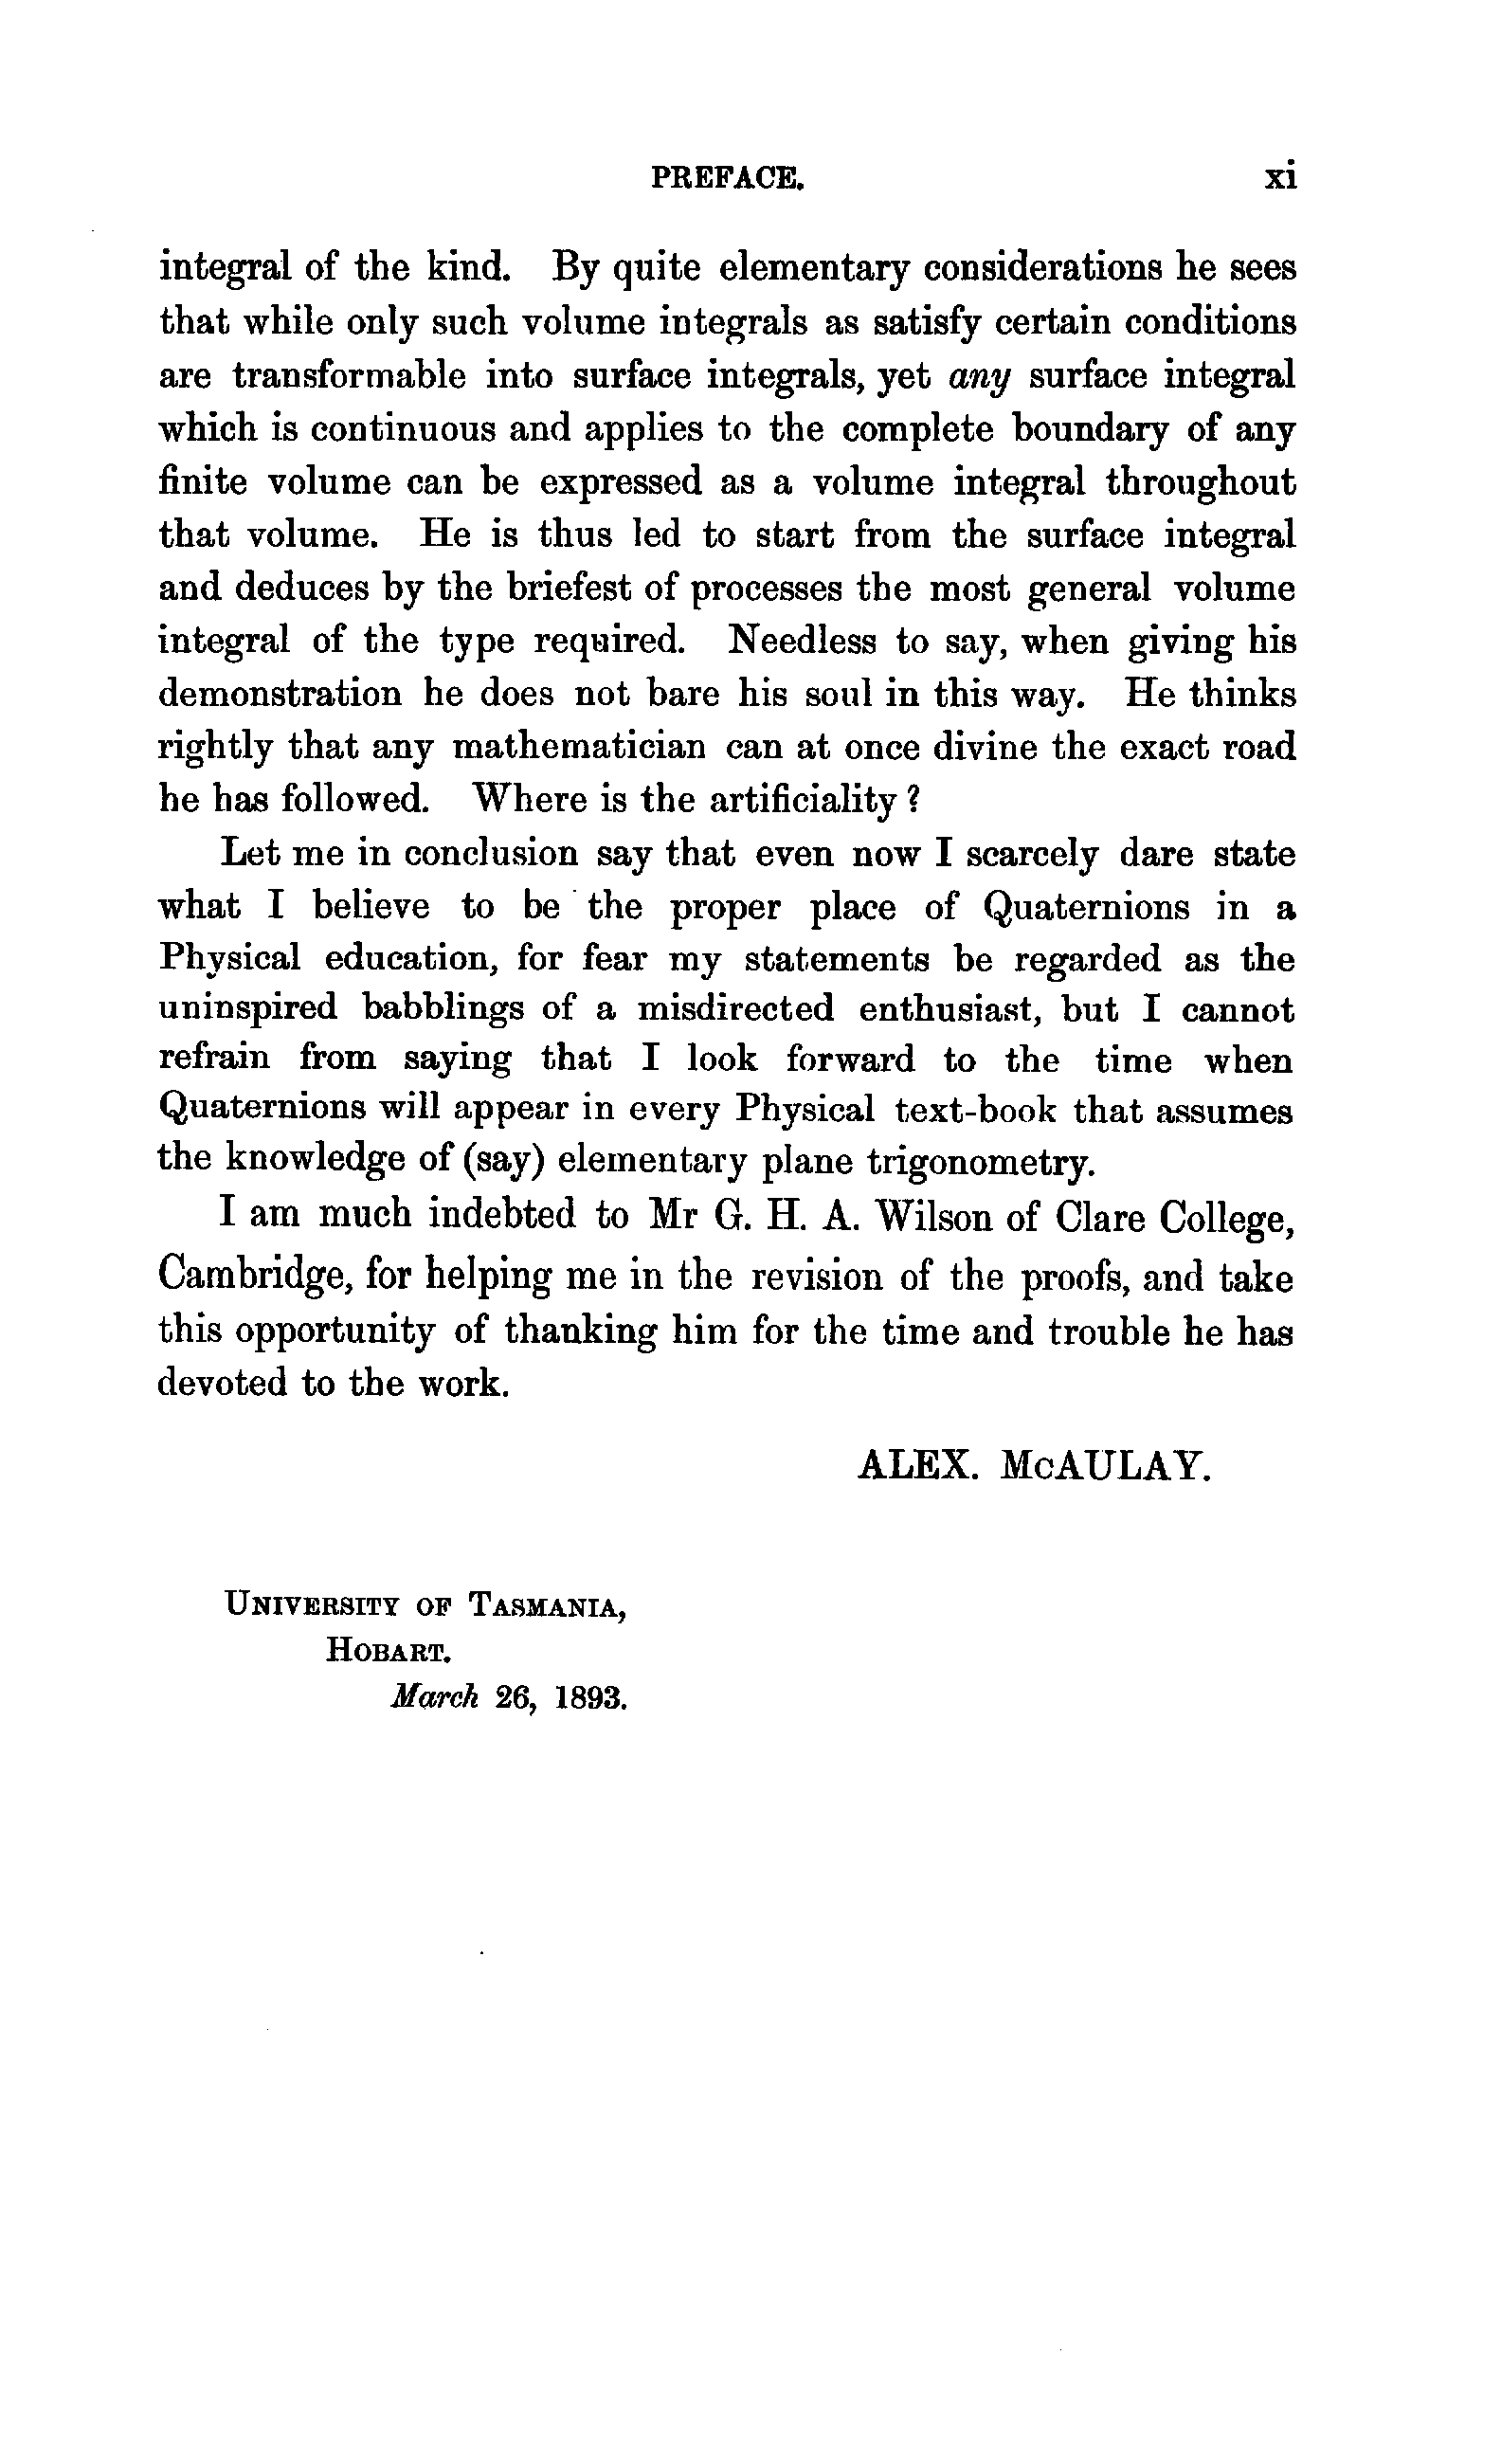 PREFACE. xi
integral of the kind. By quite elementary considerations he sees
that while only such volume integrals as satisfy certain conditions
are transformable into surface integrals, yet any surface integral
which is continuous and applies to the complete boundary of any
finite volume can be expressed as a volume integral throughout
that volume. He is thus led to start from the surface integral
and deduces by the briefest of processes the most general volume
integral of the type required. Needless to say, when giving his
demonstration he does not bare his soul in this way. He thinks
rightly that any mathematician can at once divine the exact road
he has followed. Where is the artificiality?
Let me in conclusion say that even now I scarcely dare state
what I believe to be the proper place of Quaternions in a
Physical education, for fear my statements be regarded as the
uninspired babblings of a misdirected enthusiast, but I cannot
refrain from saying that I look forward to the time when
Quaternions will appear in every Physical text-book that assumes
the knowledge of (say) elementary plane trigonometry.
I am much indebted to Mr G. H. A. Wilson of Clare College,
Cambridge, for helping me in the revision of the proofs, and take
this opportunity of thanking him for the time and trouble he has
devoted to the work.
ALEX. McAULAY.
UNIVERSITY OF TASMANIA,
HOBART.
March 26, 1893.